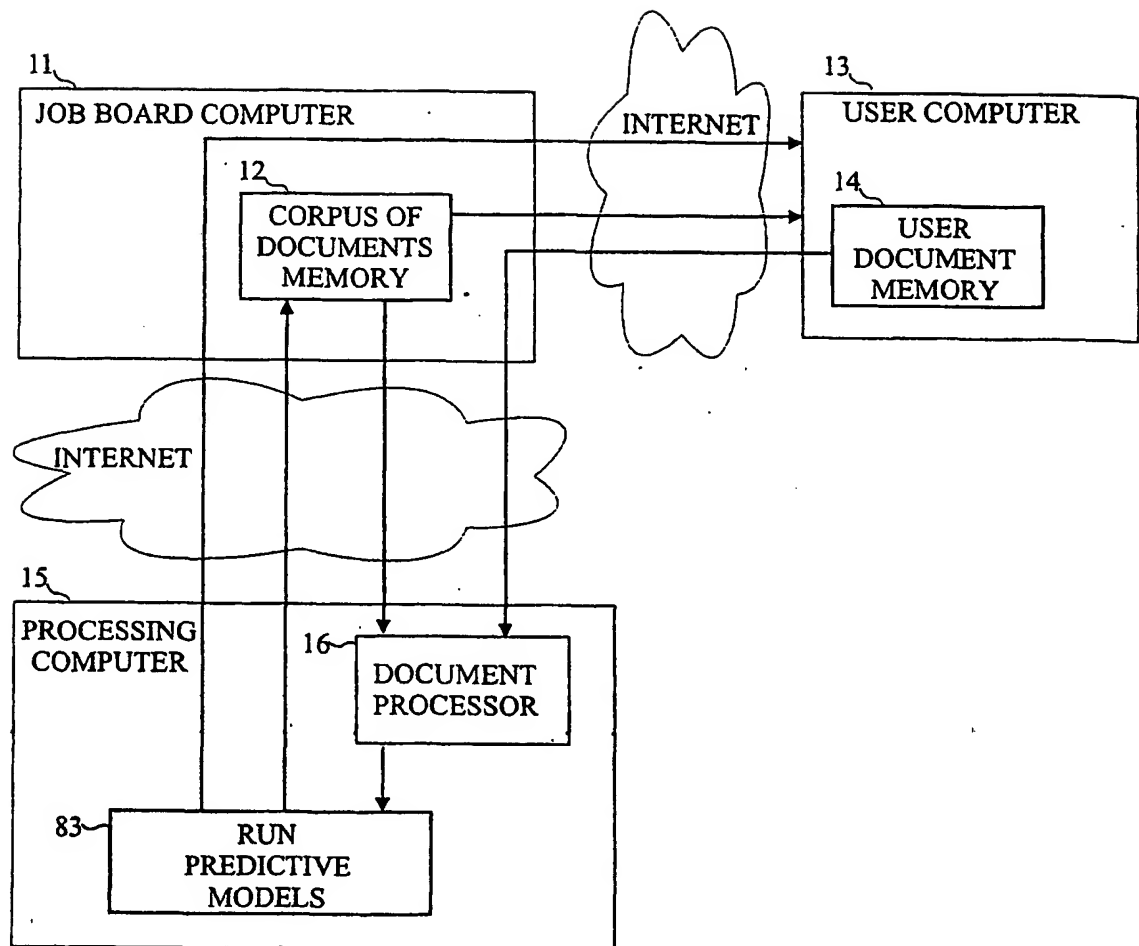 11
JOB BOARD COMPUTER
12
CORPUS OF
DOCUMENTS
MEMORY
INTERNET
13
USER COMPUTER
14
USER
DOCUMENT
MEMORY
INTERNET
15
PROCESSING
COMPUTER
16
DOCUMENT
PROCESSOR
83
RUN
PREDICTIVE
MODELS